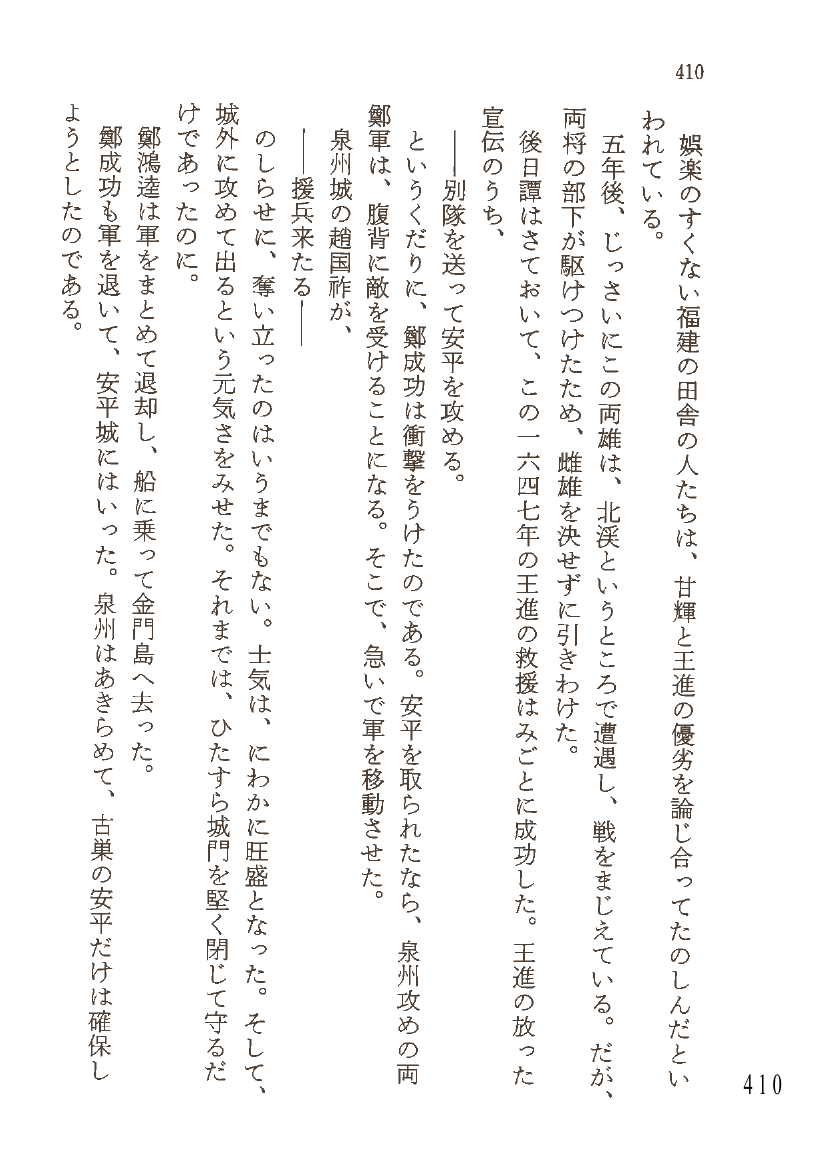 410
娯楽のすくない福建の田舎の人たちは、甘輝と王進の優劣を論じ合ってたのしんだとい
われている。
五年後、じっさいにこの両雄は、北渓というところで遭遇し、戦をまじえている。だが、
両将の部下が駆けつけたため、雌雄を決せずに引きわけた。
後日譚はさておいて、この一六四七年の王進の救援はみごとに成功した。王進の放った
宣伝のうち、
――別隊を送って安平を攻める。
というくだりに、鄭成功は衝撃をうけたのである。安平を取られたなら、泉州攻めの両
鄭軍は、腹背に敵を受けることになる。そこで、急いで軍を移動させた。
泉州城の趙国祚が、
――援兵来たる――
のしらせに、奪い立ったのはいうまでもない。士気は、にわかに旺盛となった。そして、
城外に攻めて出るという元気さをみせた。それまでは、ひたすら城門を堅く閉じて守るだ
けであったのに。
鄭鴻逵は軍をまとめて退却し、船に乗って金門島へ去った。
鄭成功も軍を退いて、安平城にはいった。泉州はあきらめて、古巣の安平だけは確保し
ようとしたのである。
410